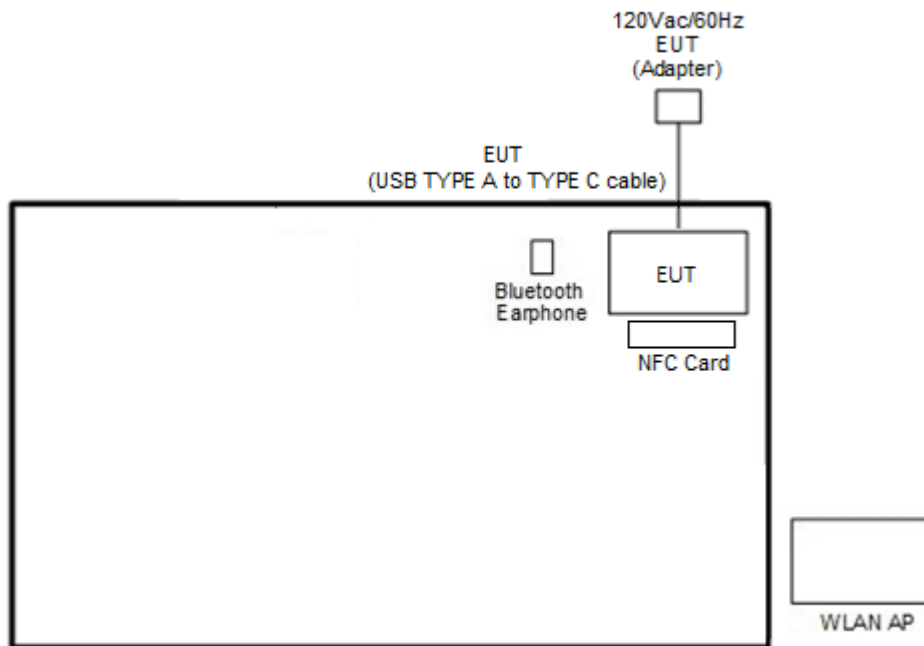 120Vac/60Hz
EUT
(Adapter)
EUT
(USB TYPE A to TYPE C cable)
EUT
Bluetooth
Earphone
NFC Card
WLAN AP